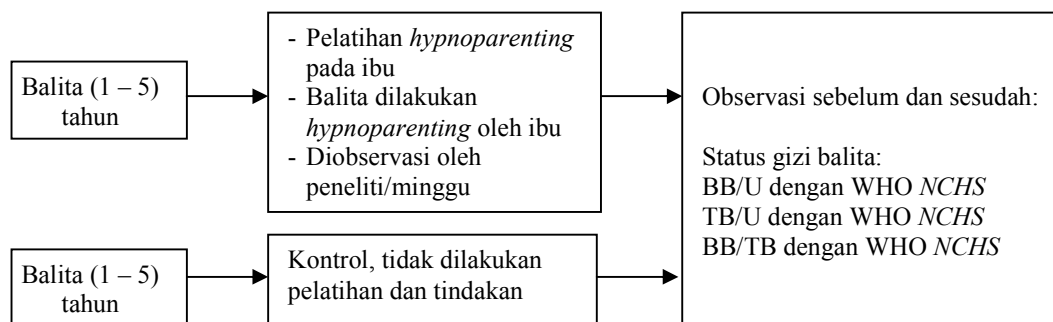 Balita (1 – 5)
tahun
- Pelatihan hypnoparenting
pada ibu
- Balita dilakukan
hypnoparenting oleh ibu
- Diobservasi oleh
peneliti/minggu
Balita (1 – 5)
tahun
Kontrol, tidak dilakukan
pelatihan dan tindakan
Observasi sebelum dan sesudah:
Status gizi balita:
BB/U dengan WHO NCHS
TB/U dengan WHO NCHS
BB/TB dengan WHO NCHS